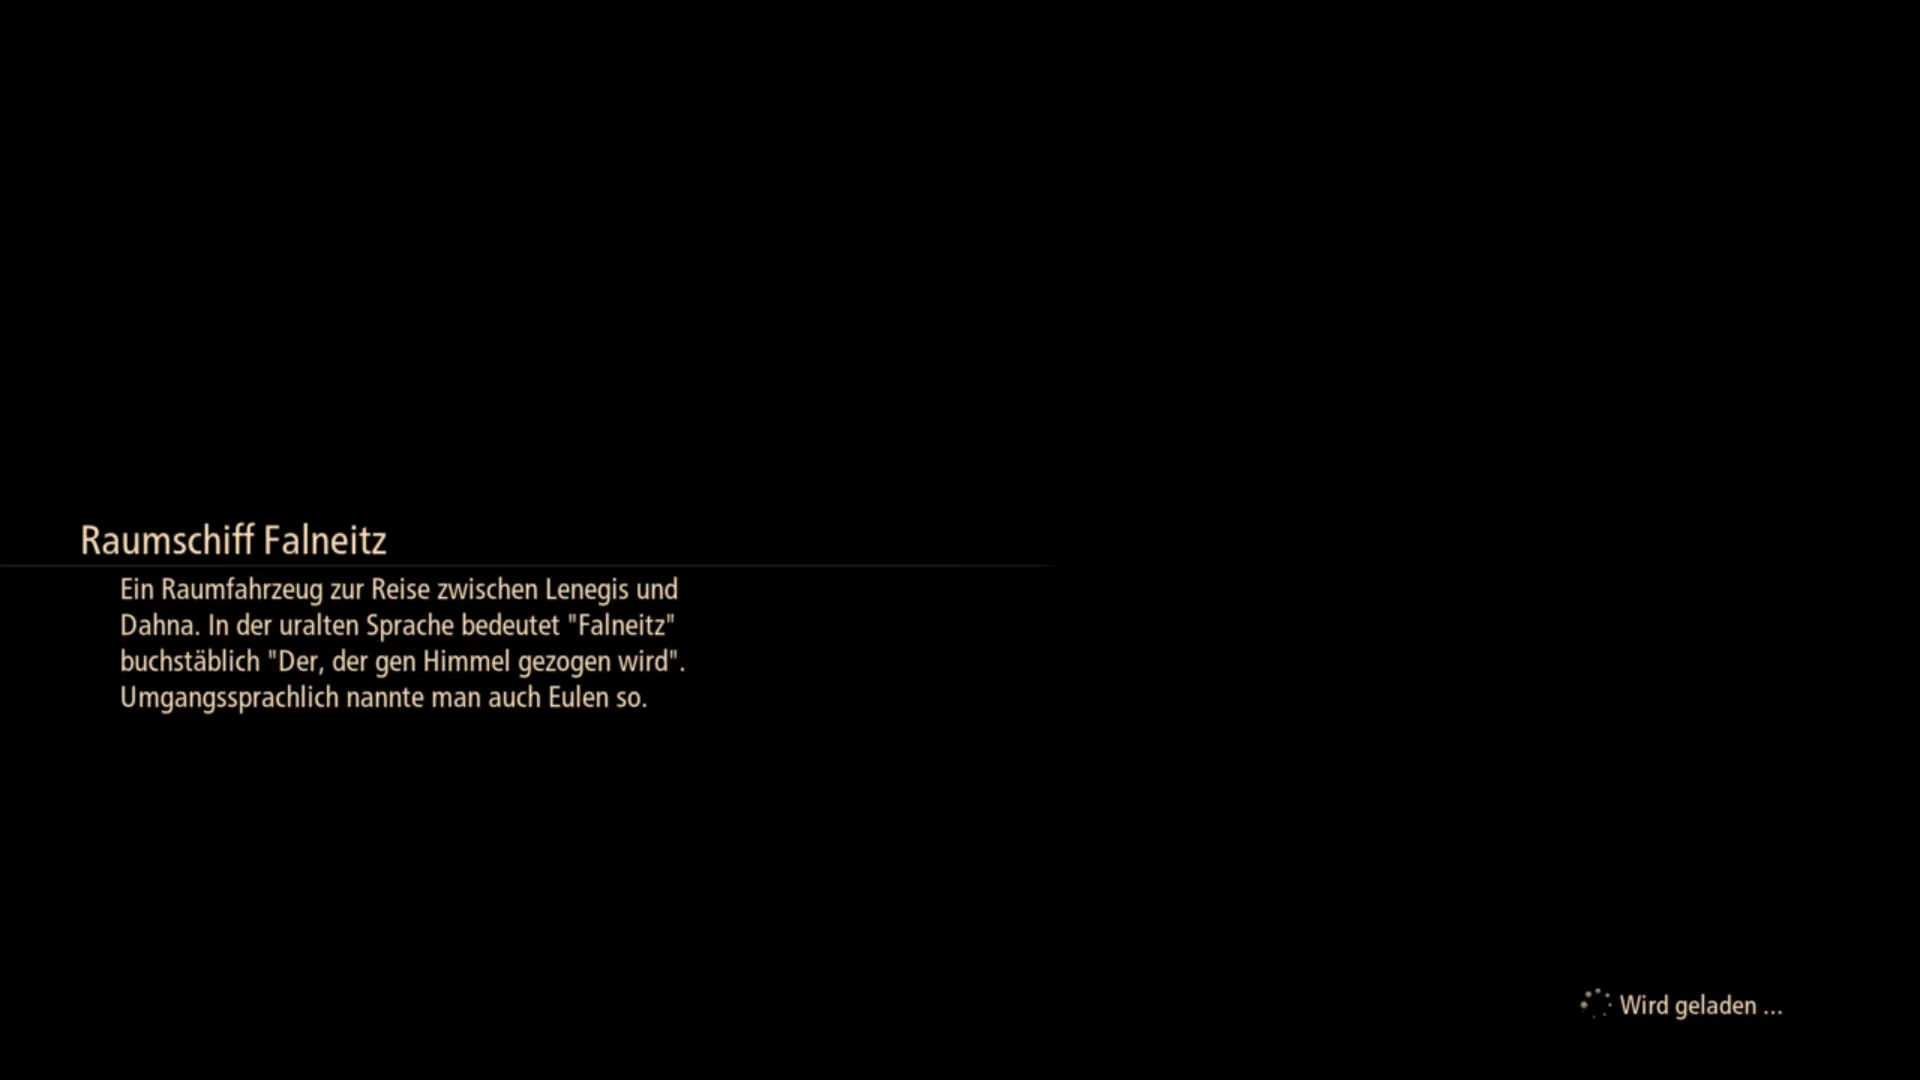 Raumschiff Falneitz
Ein Raumfahrzeug zur Reise zwischen Lenegis und
Dahna. In der uralten Sprache bedeutet "Falneitz"
buchstäblich "Der, der gen Himmel gezogen wird".
Umgangssprachlich nannte man auch Eulen so.
Wird geladen ...